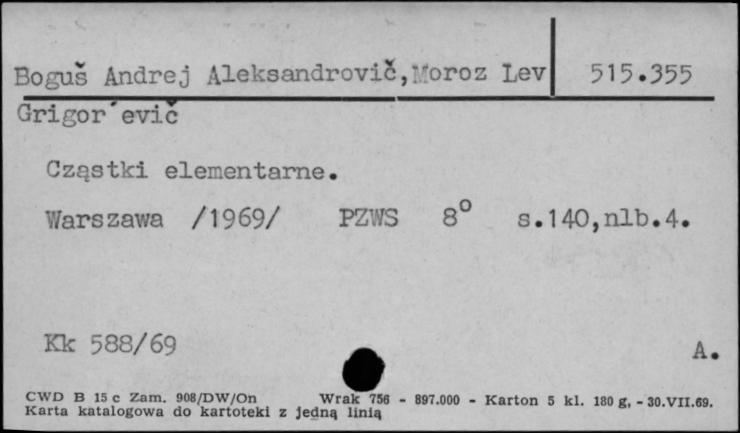 Boguš Andrej Aleksandrovič,Moroz Lev 515.355
Grigor´evič
Cząstki elementarne.
Warszawa /1969/ PZWS 8° s.140,nlb.4.
Kk 588/69
A.
CWD B 15 c Zam. 908/DW/On Wrak 756 - 897.000 - Karton 5 kl. 180 g, - 30.VII.69.
Karta katalogowa do kartoteki z jedną linią